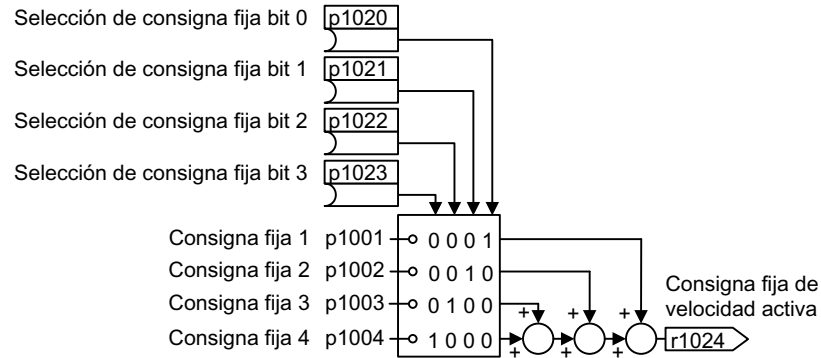 Selección de consigna fija bit 0 p1020
Selección de consigna fija bit 1 p1021
Selección de consigna fija bit 2 p1022
Selección de consigna fija bit 3 p1023
Consigna fija 1 p1001 0 0 0 1
Consigna fija 2 p1002 0 0 1 0
Consigna fija 3 p1003 0 1 0 0
Consigna fija 4 p1004 1 0 0 0
+ + +
+ + +
Consigna fija de
velocidad activa
r1024